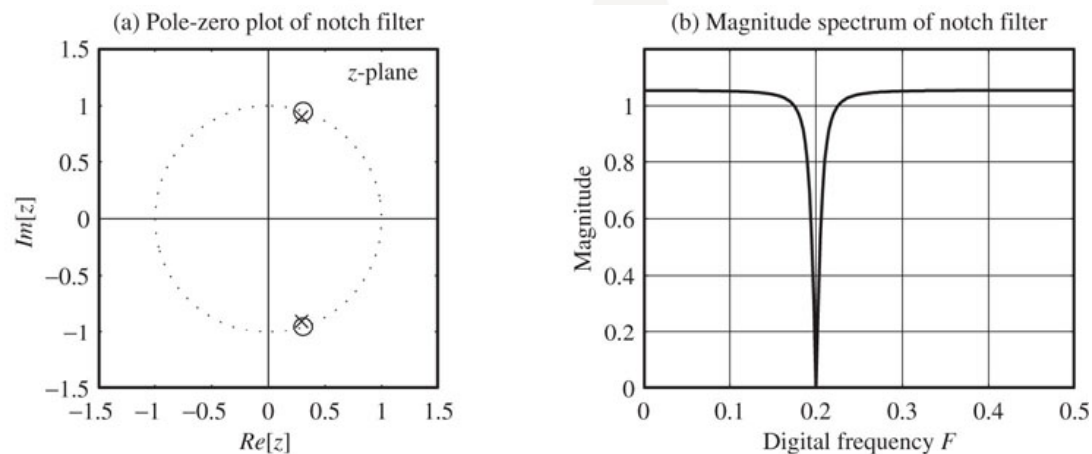 (a) Pole-zero plot of notch filter
1.5
z-plane
1
0.5
0
−0.5
−1
−1.5
−1.5 −1 −0.5 0 0.5 1 1.5
Re[z]
Im[z]
(b) Magnitude spectrum of notch filter
1
0.8
0.6
0.4
0.2
0
0 0.1 0.2 0.3 0.4 0.5
Digital frequency F
Magnitude